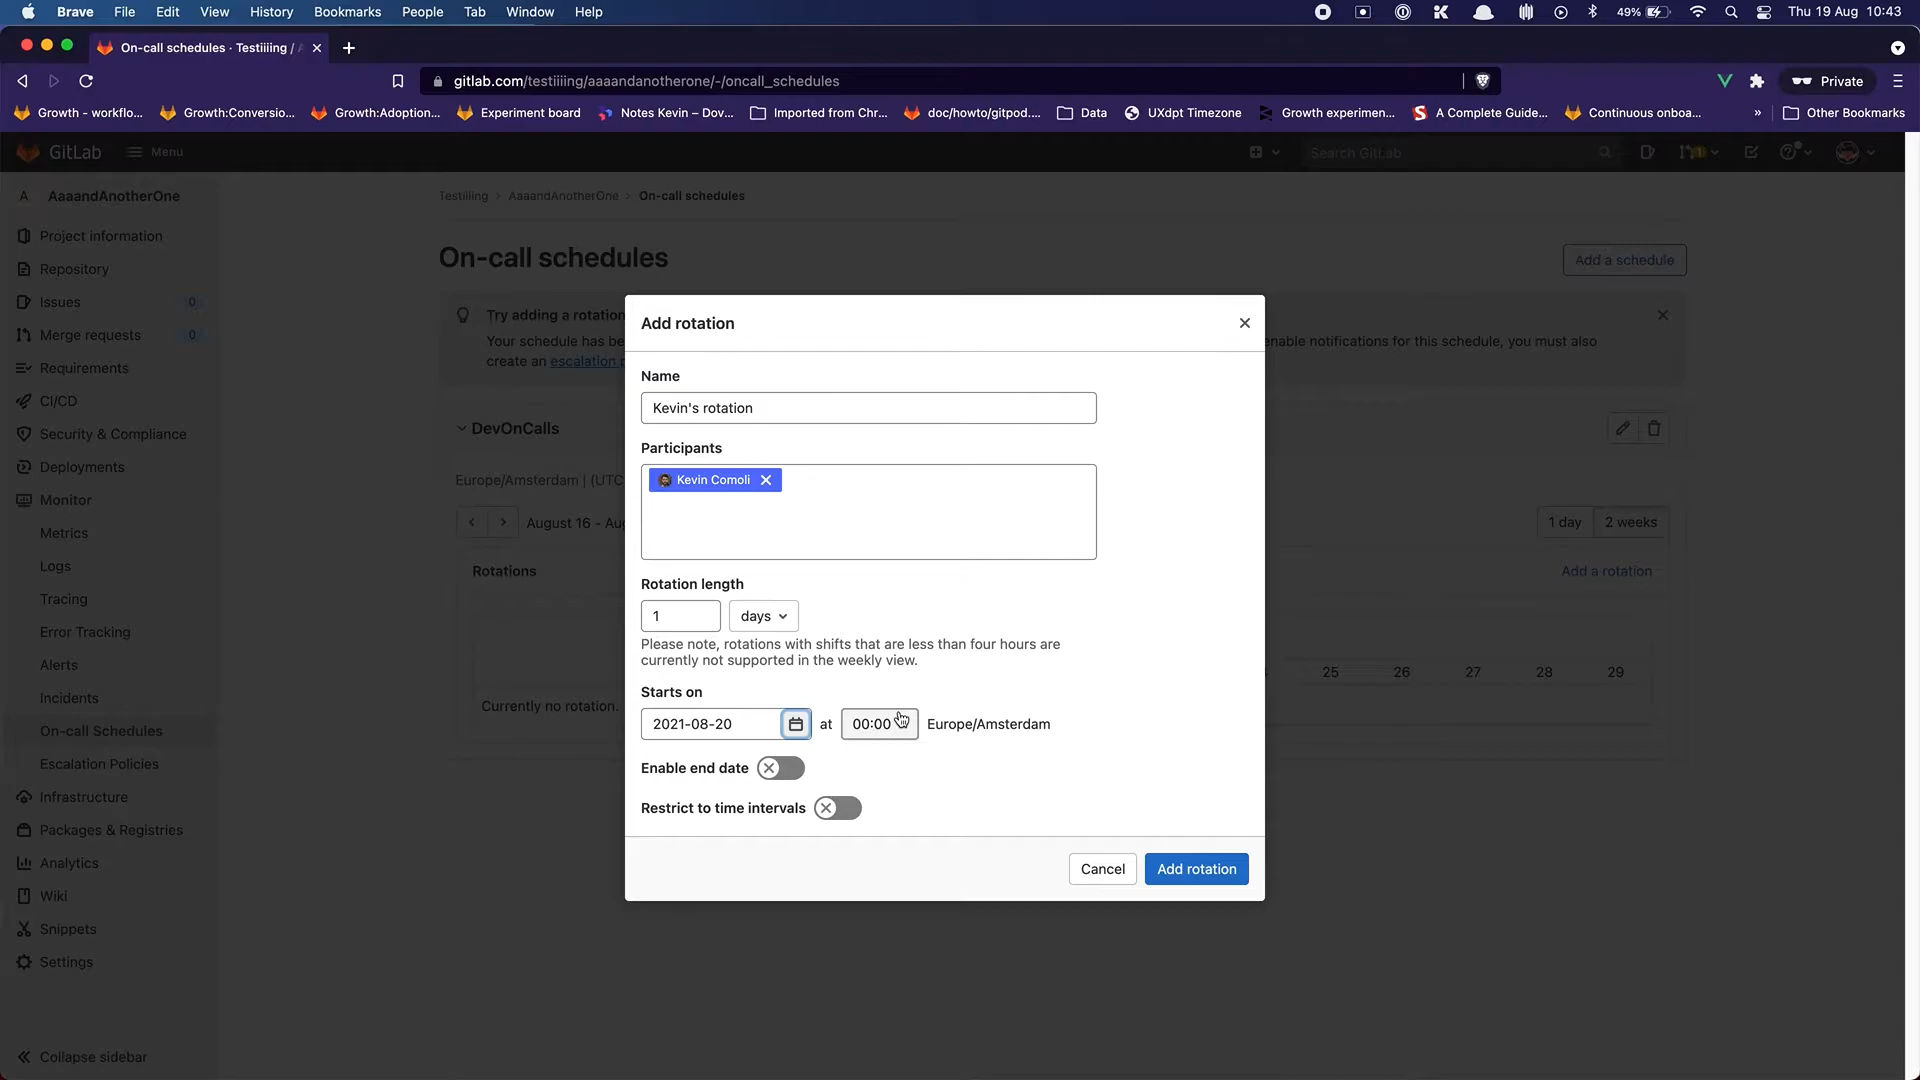 Brave File Edit View History Bookmarks People Tab Window Help 49% Thu 19 Aug 10:43
On-call schedules · Testiiiing /
gitlab.com/testiiiing/aaaandanotherone/-/oncall_schedules Private
Growth - workflo... Growth:Conversio... Growth:Adoption... Experiment board Notes Kevin – Dov... Imported from Chr... doc/howto/gitpod.... Data UXdpt Timezone Growth experimen... A Complete Guide... Continuous onboa... » Other Bookmarks
GitLab Menu Search GitLab 1
A AaaandAnotherOne
Testiiiing > AaaandAnotherOne > On-call schedules
Project information
Repository
Issues 0
Merge requests 0
Requirements
CI/CD
Security & Compliance
Deployments
Monitor
Metrics
Logs
Tracing
Error Tracking
Alerts
Incidents
On-call Schedules
Escalation Policies
Infrastructure
Packages & Registries
Analytics
Wiki
Snippets
Settings
Collapse sidebar
On-call schedules
Add a schedule
Try adding a rotation
Your schedule has be
enable notifications for this schedule, you must also
create an escalation
DevOnCalls
Europe/Amsterdam | (UTC
August 16 - Aug
1 day 2 weeks
Rotations
Add a rotation
25 26 27 28 29
Currently no rotation.
Add rotation
Name
Kevin's rotation
Participants
Kevin Comoli
Rotation length
1 days
Please note, rotations with shifts that are less than four hours are
currently not supported in the weekly view.
Starts on
2021-08-20 at 00:00 Europe/Amsterdam
Enable end date
Restrict to time intervals
Cancel Add rotation